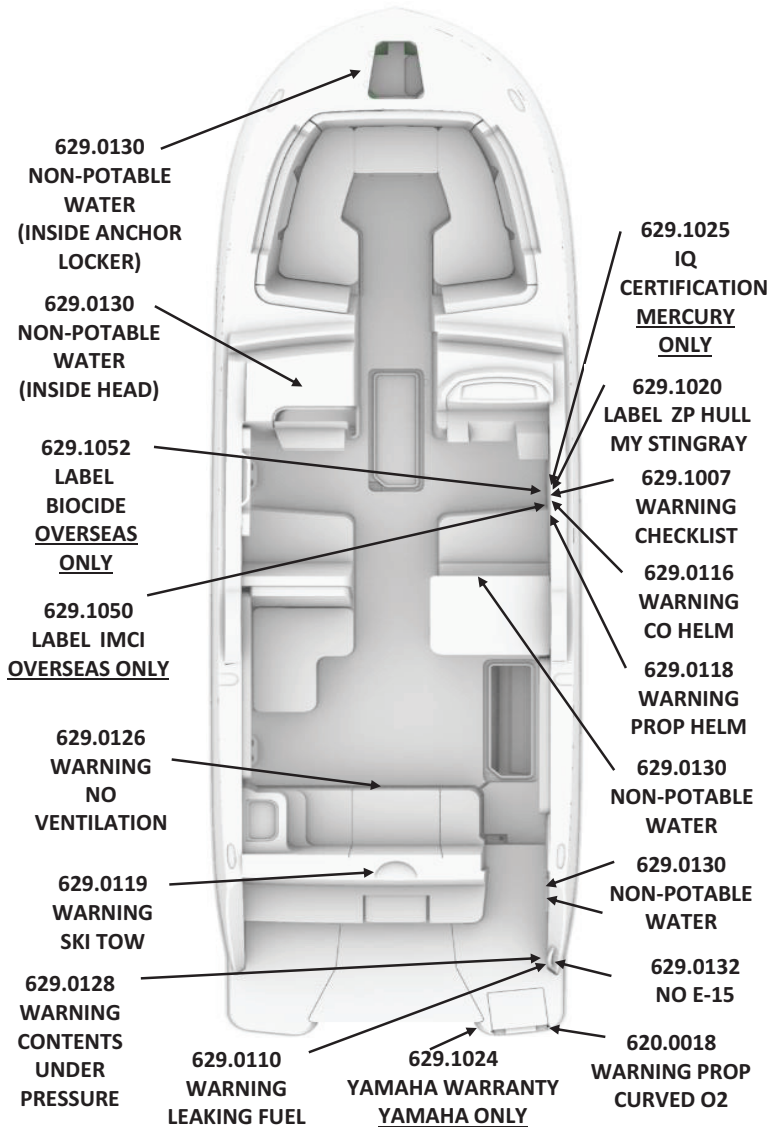 629.0130
NON-POTABLE
WATER
(INSIDE ANCHOR
LOCKER)
629.0130
NON-POTABLE
WATER
(INSIDE HEAD)
629.1052
LABEL
BIOCIDE
OVERSEAS
ONLY
629.1050
LABEL IMCI
OVERSEAS ONLY
629.0126
WARNING
NO
VENTILATION
629.0119
WARNING
SKI TOW
629.0128
WARNING
CONTENTS
UNDER
PRESSURE
629.0110
WARNING
LEAKING FUEL
629.1024
YAMAHA WARRANTY
YAMAHA ONLY
629.1025
IQ
CERTIFICATION
MERCURY
ONLY
629.1020
LABEL ZP HULL
MY STINGRAY
629.1007
WARNING
CHECKLIST
629.0116
WARNING
CO HELM
629.0118
WARNING
PROP HELM
629.0130
NON-POTABLE
WATER
629.0130
NON-POTABLE
WATER
629.0132
NO E-15
620.0018
WARNING PROP
CURVED O2